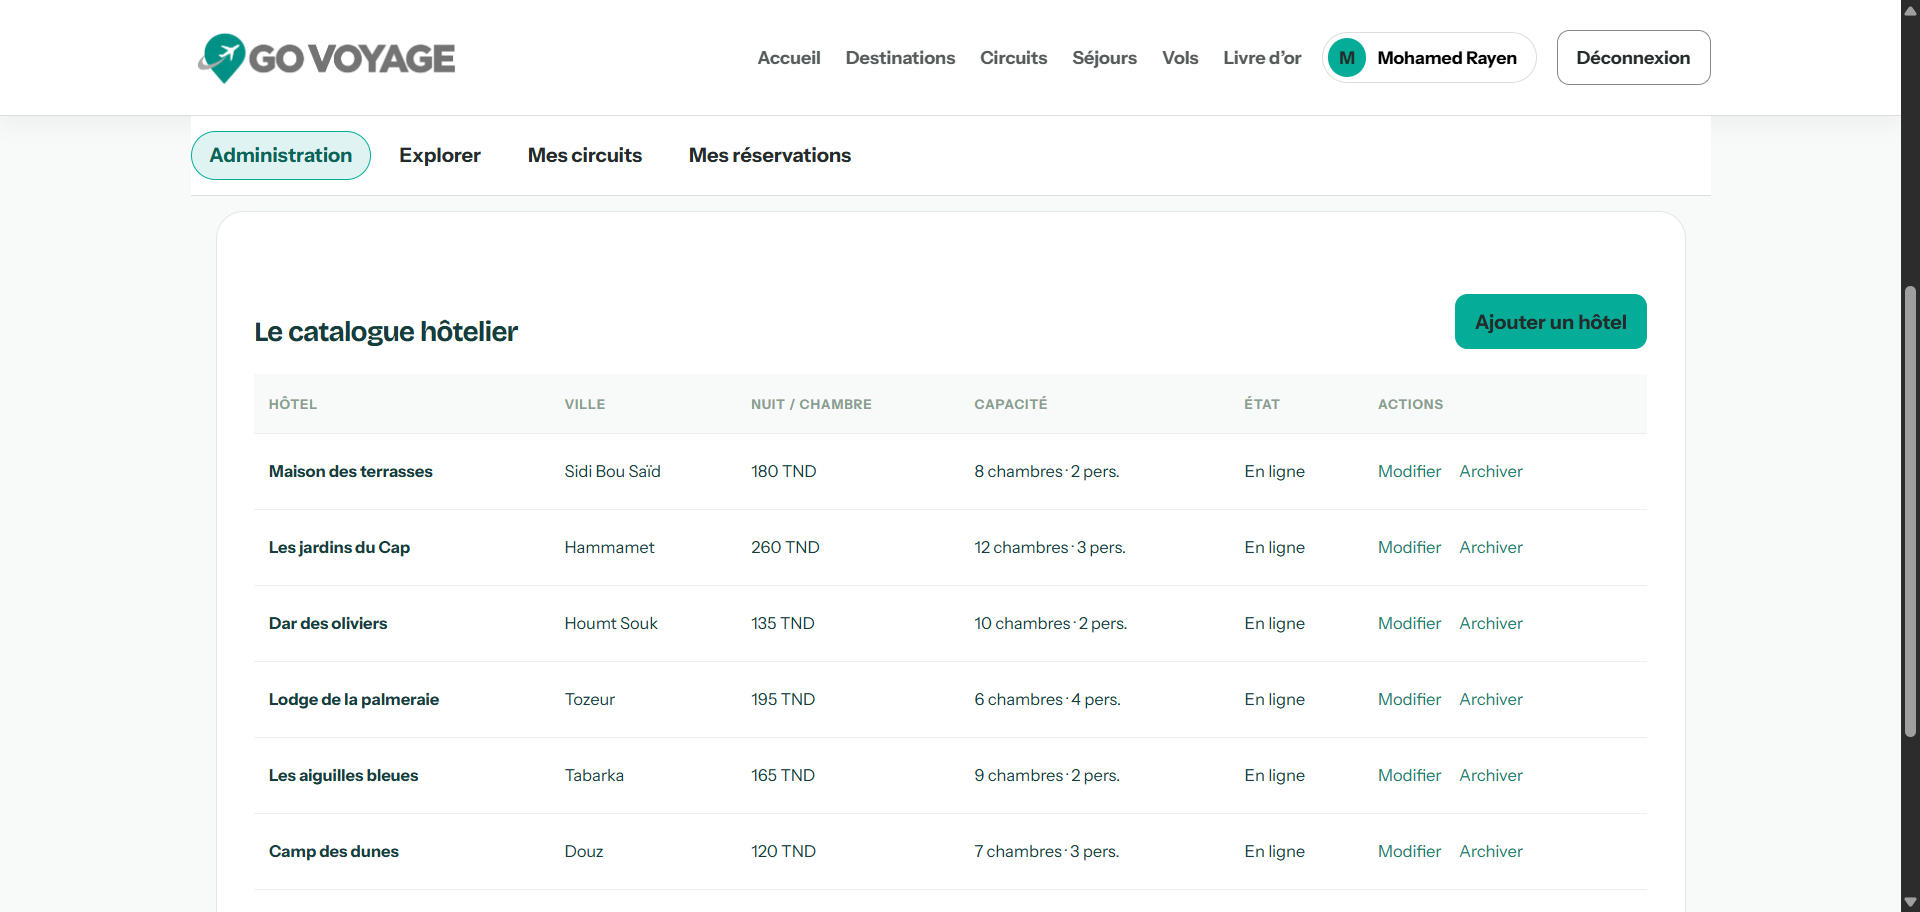 GO VOYAGE
Accueil Destinations Circuits Séjours Vols Livre d’or M Mohamed Rayen Déconnexion
Administration Explorer Mes circuits Mes réservations
Le catalogue hôtelier
Ajouter un hôtel
HÔTEL VILLE NUIT / CHAMBRE CAPACITÉ ÉTAT ACTIONS
Maison des terrasses Sidi Bou Saïd 180 TND 8 chambres · 2 pers. En ligne Modifier Archiver
Les jardins du Cap Hammamet 260 TND 12 chambres · 3 pers. En ligne Modifier Archiver
Dar des oliviers Houmt Souk 135 TND 10 chambres · 2 pers. En ligne Modifier Archiver
Lodge de la palmeraie Tozeur 195 TND 6 chambres · 4 pers. En ligne Modifier Archiver
Les aiguilles bleues Tabarka 165 TND 9 chambres · 2 pers. En ligne Modifier Archiver
Camp des dunes Douz 120 TND 7 chambres · 3 pers. En ligne Modifier Archiver